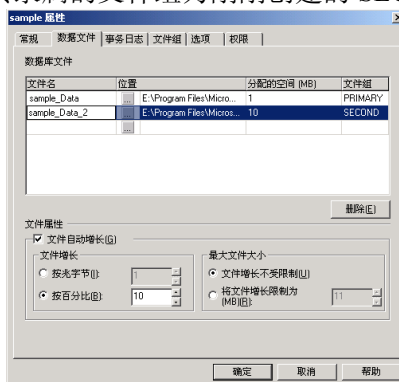 sample 属性
常规 数据文件 事务日志 文件组 选项 权限
数据库文件
文件名 位置 分配的空间 (MB) 文件组
sample_Data ... E:\Program Files\Micro... 1 PRIMARY
sample_Data_2 ... E:\Program Files\Micros... 10 SECOND
...
删除(E)
文件属性
文件自动增长(G)
文件增长 最大文件大小
按兆字节(I): 1 文件增长不受限制(U)
按百分比(B): 10 将文件增长限制为 (MB)(R): 11
确定 取消 帮助